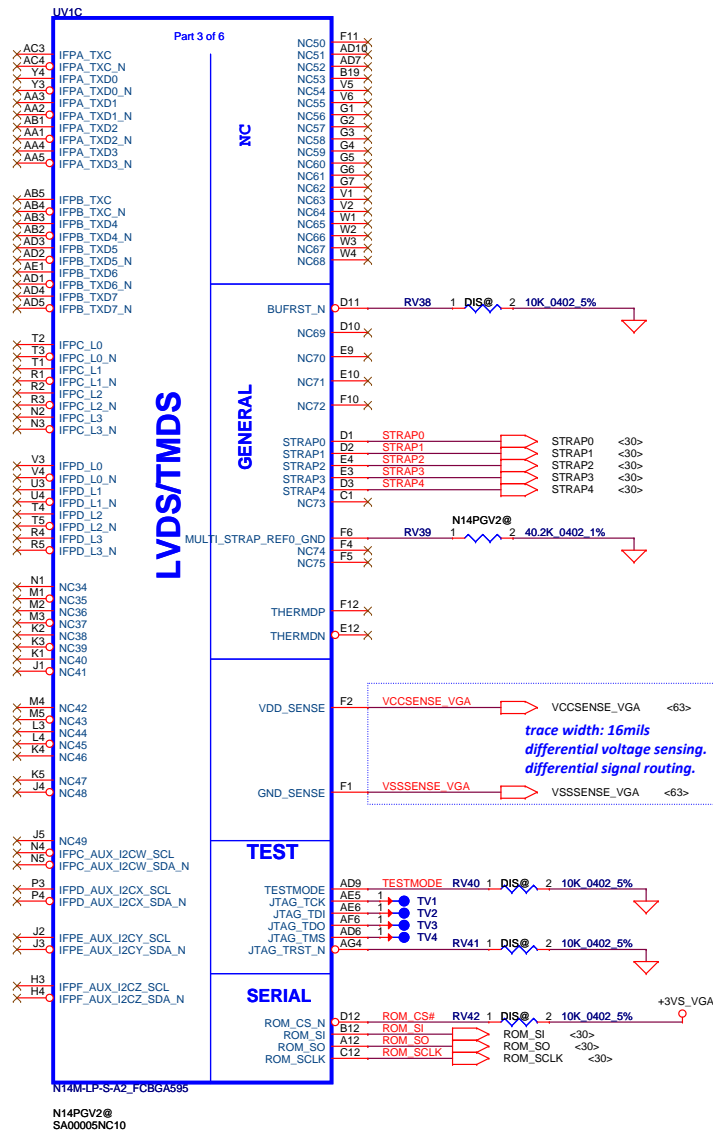 UV1C
Part 3 of 6
AC3 IFPA_TXC
AC4 IFPA_TXC_N
Y4 IFPA_TXD0
Y3 IFPA_TXD0_N
AA3 IFPA_TXD1
AA2 IFPA_TXD1_N
AB1 IFPA_TXD2
AA1 IFPA_TXD2_N
AA4 IFPA_TXD3
AA5 IFPA_TXD3_N
AB5 IFPB_TXC
AB4 IFPB_TXC_N
AB3 IFPB_TXD4
AB2 IFPB_TXD4_N
AD3 IFPB_TXD5
AD2 IFPB_TXD5_N
AE1 IFPB_TXD6
AD1 IFPB_TXD6_N
AD4 IFPB_TXD7
AD5 IFPB_TXD7_N
T2 IFPC_L0
T3 IFPC_L0_N
T1 IFPC_L1
R1 IFPC_L1_N
R2 IFPC_L2
R3 IFPC_L2_N
N2 IFPC_L3
N3 IFPC_L3_N
V3 IFPD_L0
V4 IFPD_L0_N
U3 IFPD_L1
U4 IFPD_L1_N
T4 IFPD_L2
T5 IFPD_L2_N
R4 IFPD_L3
R5 IFPD_L3_N
N1 NC34
M1 NC35
M2 NC36
M3 NC37
K2 NC38
K3 NC39
K1 NC40
J1 NC41
M4 NC42
M5 NC43
L3 NC44
L4 NC45
K4 NC46
K5 NC47
J4 NC48
J5 NC49
N4 IFPC_AUX_I2CW_SCL
N5 IFPC_AUX_I2CW_SDA_N
P3 IFPD_AUX_I2CX_SCL
P4 IFPD_AUX_I2CX_SDA_N
J2 IFPE_AUX_I2CY_SCL
J3 IFPE_AUX_I2CY_SDA_N
H3 IFPF_AUX_I2CZ_SCL
H4 IFPF_AUX_I2CZ_SDA_N
LVDS/TMDS
NC
NC50 F11
NC51 AD10
NC52 AD7
NC53 B19
NC54 V5
NC55 V6
NC56 G1
NC57 G2
NC58 G3
NC59 G4
NC60 G5
NC61 G6
NC62 G7
NC63 V1
NC64 V2
NC65 W1
NC66 W2
NC67 W3
NC68 W4
GENERAL
BUFRST_N D11 RV38 1 DIS@ 2 10K_0402_5%
NC69 D10
NC70 E9
NC71 E10
NC72 F10
STRAP0 D1 STRAP0 STRAP0 <30>
STRAP1 D2 STRAP1 STRAP1 <30>
STRAP2 E4 STRAP2 STRAP2 <30>
STRAP3 E3 STRAP3 STRAP3 <30>
STRAP4 D3 STRAP4 STRAP4 <30>
NC73 C1
N14PGV2@
MULTI_STRAP_REF0_GND F6 RV39 1 2 40.2K_0402_1%
NC74 F4
NC75 F5
THERMDP F12
THERMDN E12
VDD_SENSE F2 VCCSENSE_VGA VCCSENSE_VGA <63>
trace width: 16mils
differential voltage sensing.
differential signal routing.
GND_SENSE F1 VSSSENSE_VGA VSSSENSE_VGA <63>
TEST
TESTMODE AD9 TESTMODE RV40 1 DIS@ 2 10K_0402_5%
JTAG_TCK AE5 1 TV1
JTAG_TDI AE6 1 TV2
JTAG_TDO AF6 1 TV3
JTAG_TMS AD6 1 TV4
JTAG_TRST_N AG4 RV41 1 DIS@ 2 10K_0402_5%
SERIAL
+3VS_VGA
ROM_CS_N D12 ROM_CS# RV42 1 DIS@ 2 10K_0402_5%
ROM_SI B12 ROM_SI ROM_SI <30>
ROM_SO A12 ROM_SO ROM_SO <30>
ROM_SCLK C12 ROM_SCLK ROM_SCLK <30>
N14M-LP-S-A2_FCBGA595
N14PGV2@
SA00005NC10